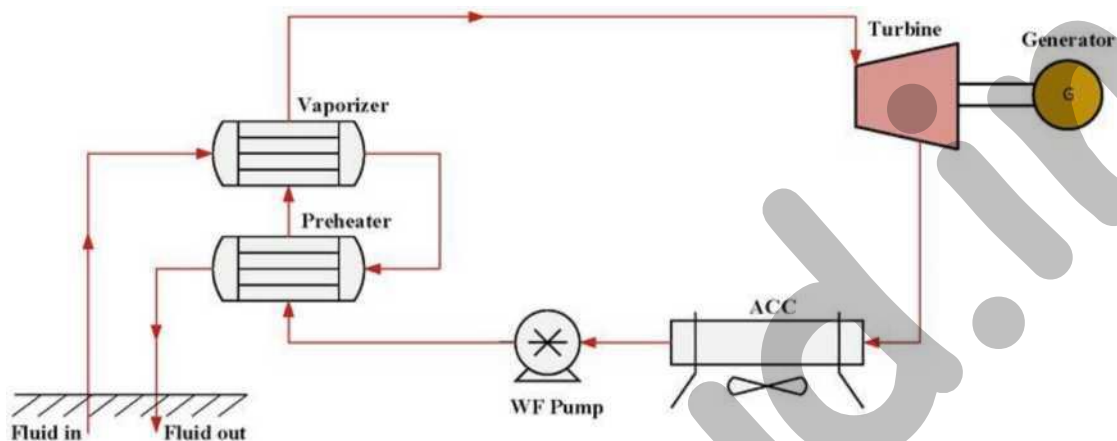 Turbine
Generator
G
Vaporizer
Preheater
ACC
WF Pump
Fluid in
Fluid out